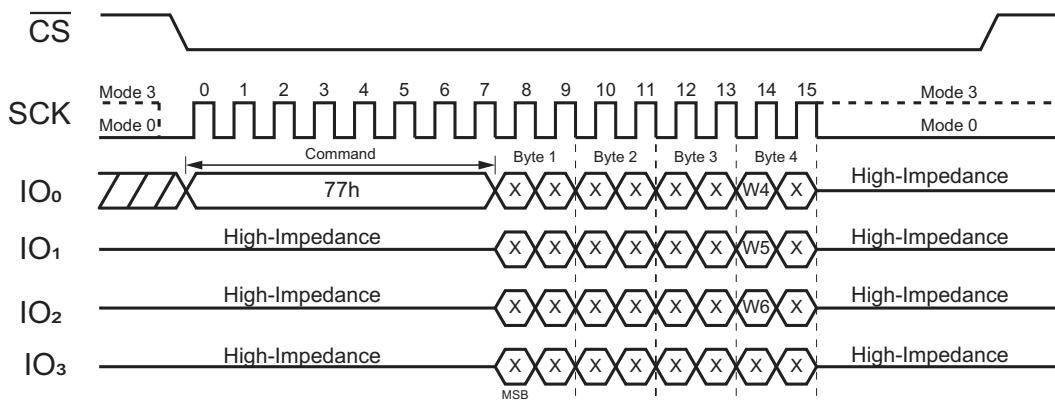 CS
0 1 2 3 4 5 6 7 8 9 10 11 12 13 14 15
Mode 3 Mode 3
SCK
Mode 0 Mode 0
Command Byte 1 Byte 2 Byte 3 Byte 4
IO0 77h X X X X X X W4 X High-Impedance
IO1 High-Impedance X X X X X X W5 X High-Impedance
IO2 High-Impedance X X X X X X W6 X High-Impedance
IO3 High-Impedance X X X X X X X X High-Impedance
MSB